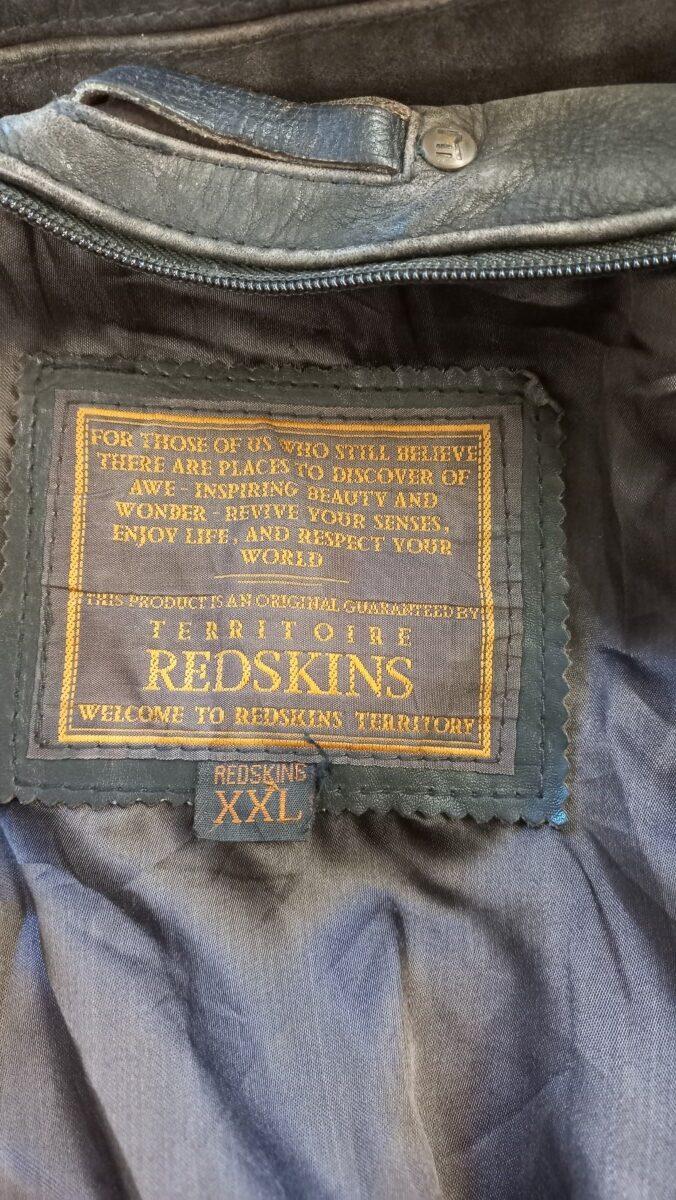 FOR THOSE OF US WHO STILL BELIEVE
THERE ARE PLACES TO DISCOVER OF
AWE - INSPIRING BEAUTY AND
WONDER - REVIVE YOUR SENSES,
ENJOY LIFE, AND RESPECT YOUR
WORLD
THIS PRODUCT IS AN ORIGINAL GUARANTEED BY
TERRITOIRE
REDSKINS
WELCOME TO REDSKINS TERRITORY
REDSKINS
XXL